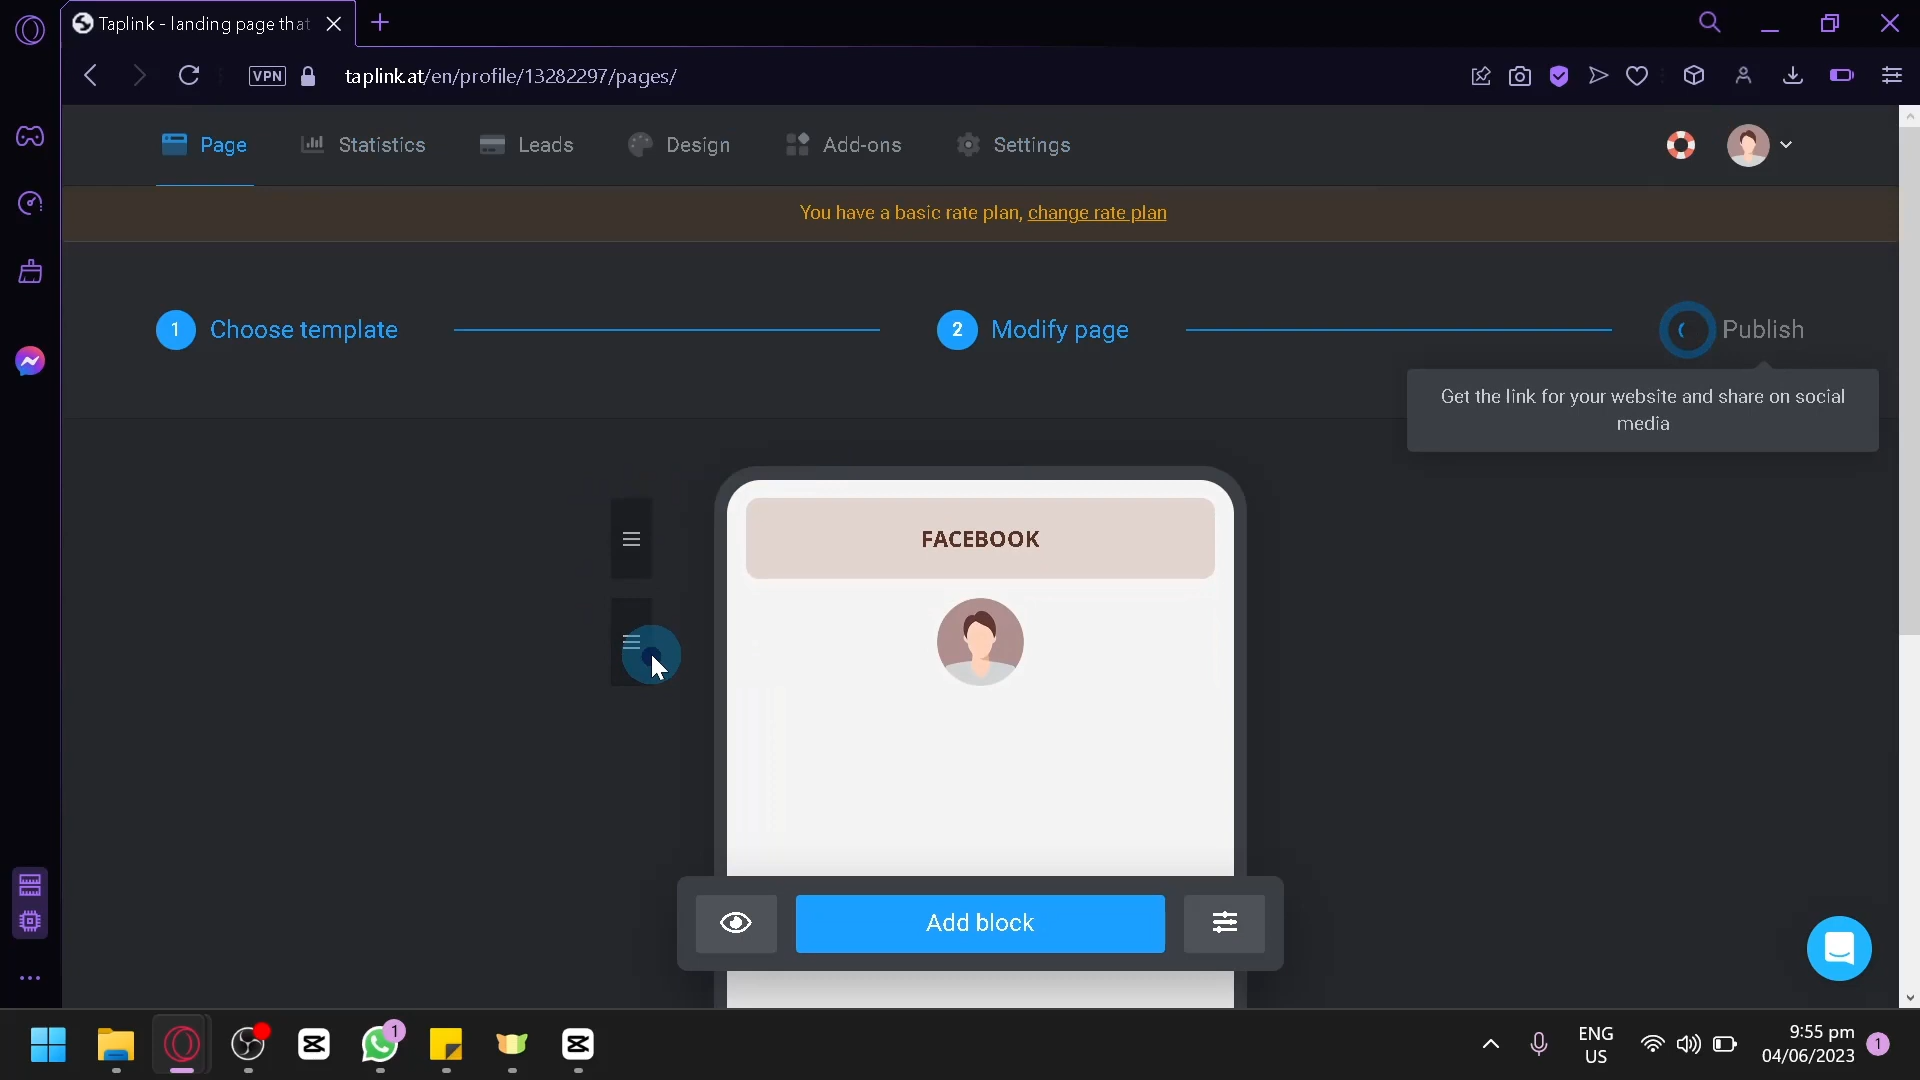 Taplink - landing page that
VPN
taplink.at/en/profile/13282297/pages/
Page
Statistics
Leads
Design
Add-ons
Settings
You have a basic rate plan, change rate plan
1 Choose template
2 Modify page
Publish
Get the link for your website and share on social
media
FACEBOOK
Add block
1
ENG
US
9:55 pm
04/06/2023
1